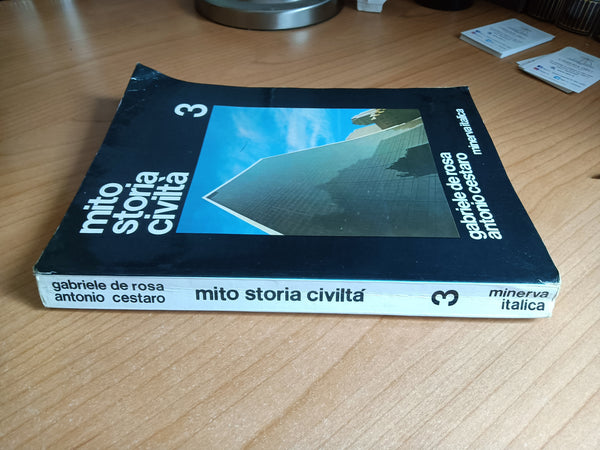 mito
storia
civiltà
3
gabriele de rosa
antonio cestaro
minerva italica
gabriele de rosa
antonio cestaro
mito storia civiltá
3
minerva
italica